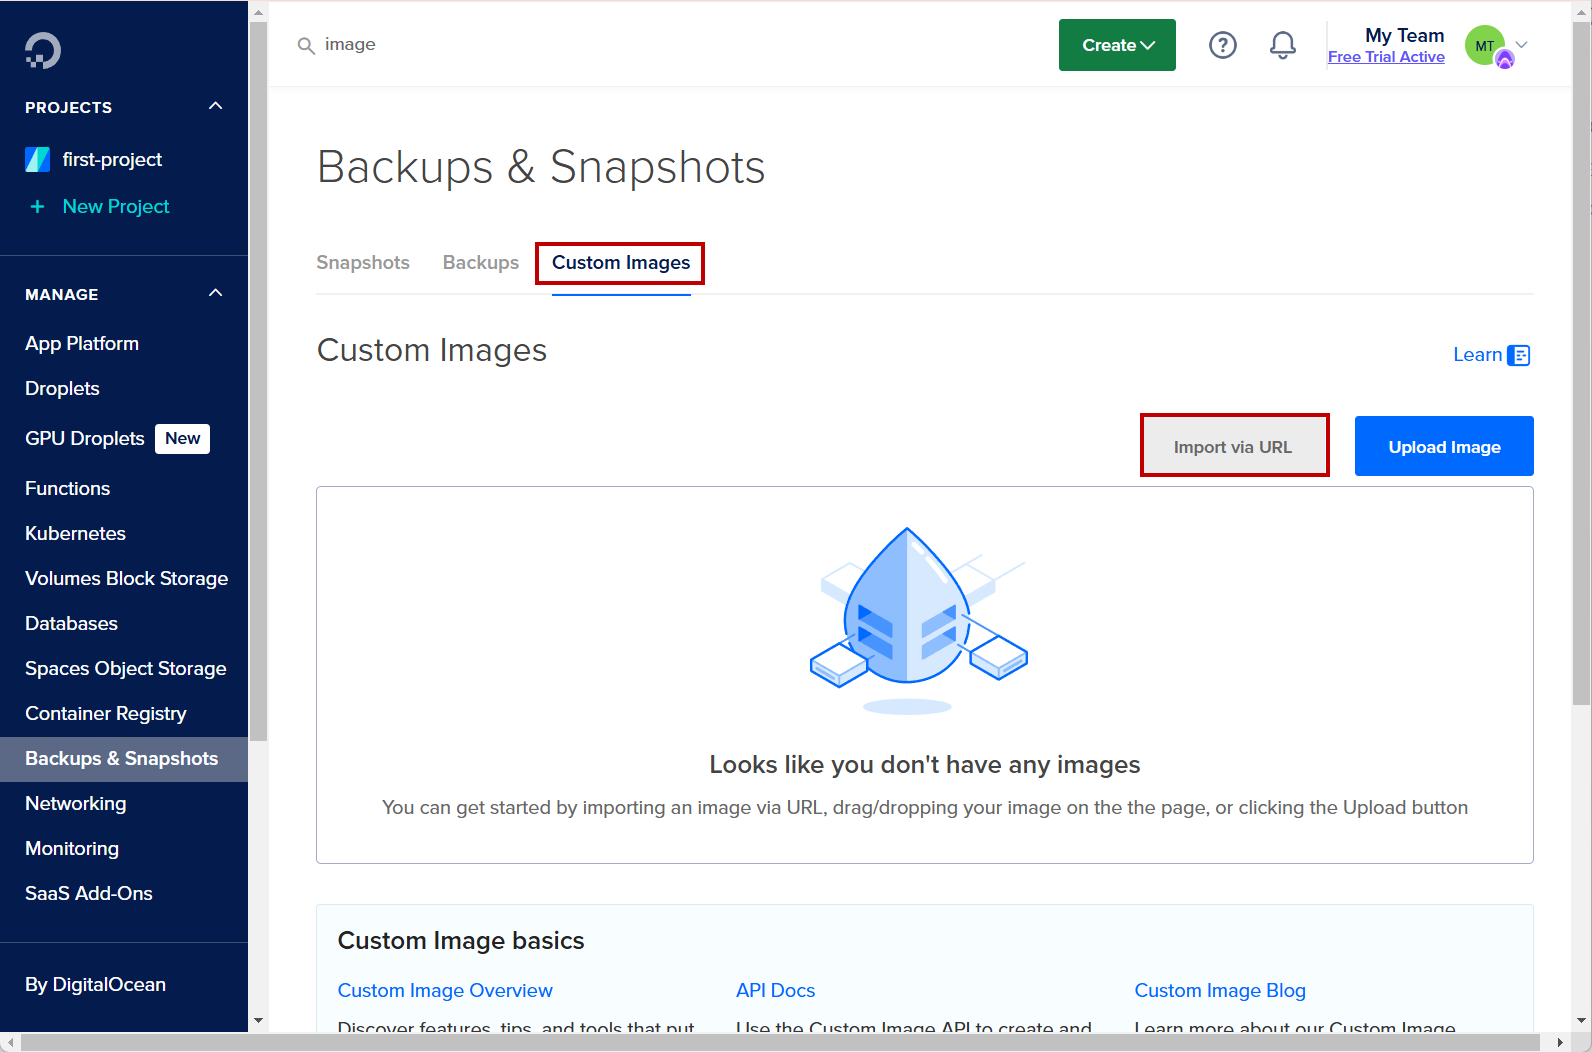 PROJECTS
first-project
+ New Project
MANAGE
App Platform
Droplets
GPU Droplets New
Functions
Kubernetes
Volumes Block Storage
Databases
Spaces Object Storage
Container Registry
Backups & Snapshots
Networking
Monitoring
SaaS Add-Ons
By DigitalOcean
image
Create
?
My Team
Free Trial Active
MT
Backups & Snapshots
Snapshots Backups Custom Images
Custom Images
Learn
Import via URL Upload Image
Looks like you don't have any images
You can get started by importing an image via URL, drag/dropping your image on the the page, or clicking the Upload button
Custom Image basics
Custom Image Overview API Docs Custom Image Blog
Discover features, tips, and tools that put Use the Custom Image API to create and Learn more about our Custom Image